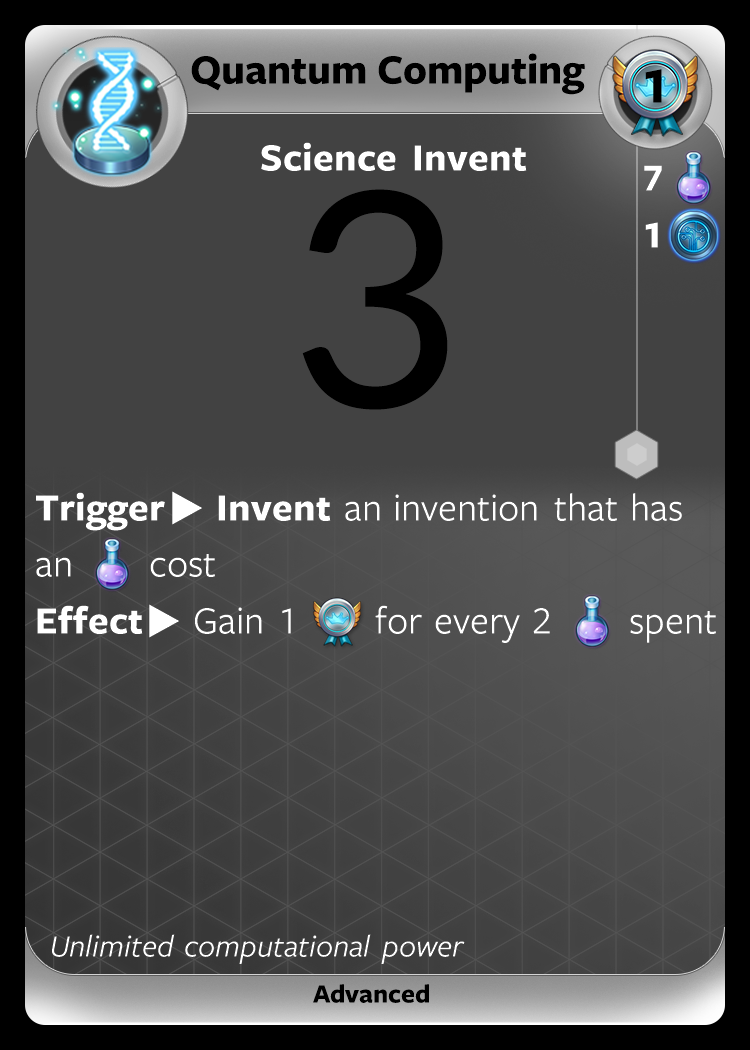 Quantum Computing
1
Science Invent
7
1
3
Trigger▶ Invent an invention that has
an cost
Effect▶ Gain 1 for every 2 spent
Unlimited computational power
Advanced